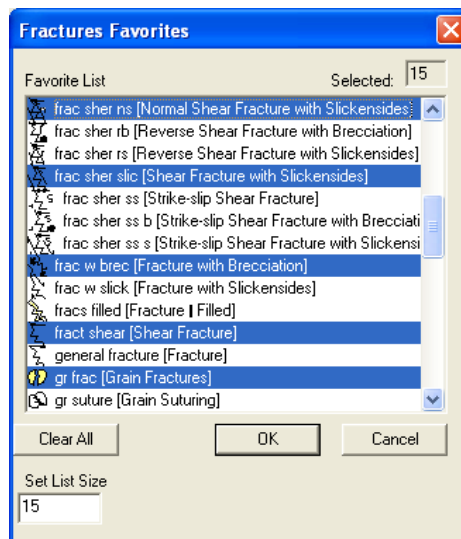 Fractures Favorites
Favorite List Selected: 15
frac sher ns [Normal Shear Fracture with Slickensides]
frac sher rb [Reverse Shear Fracture with Brecciation]
frac sher rs [Reverse Shear Fracture with Slickensides]
frac sher slic [Shear Fracture with Slickensides]
frac sher ss [Strike-slip Shear Fracture]
frac sher ss b [Strike-slip Shear Fracture with Brecciati
frac sher ss s [Strike-slip Shear Fracture with Slickensi
frac w brec [Fracture with Brecciation]
frac w slick [Fracture with Slickensides]
fracs filled [Fracture | Filled]
fract shear [Shear Fracture]
general fracture [Fracture]
gr frac [Grain Fractures]
gr suture [Grain Suturing]
Clear All OK Cancel
Set List Size
15